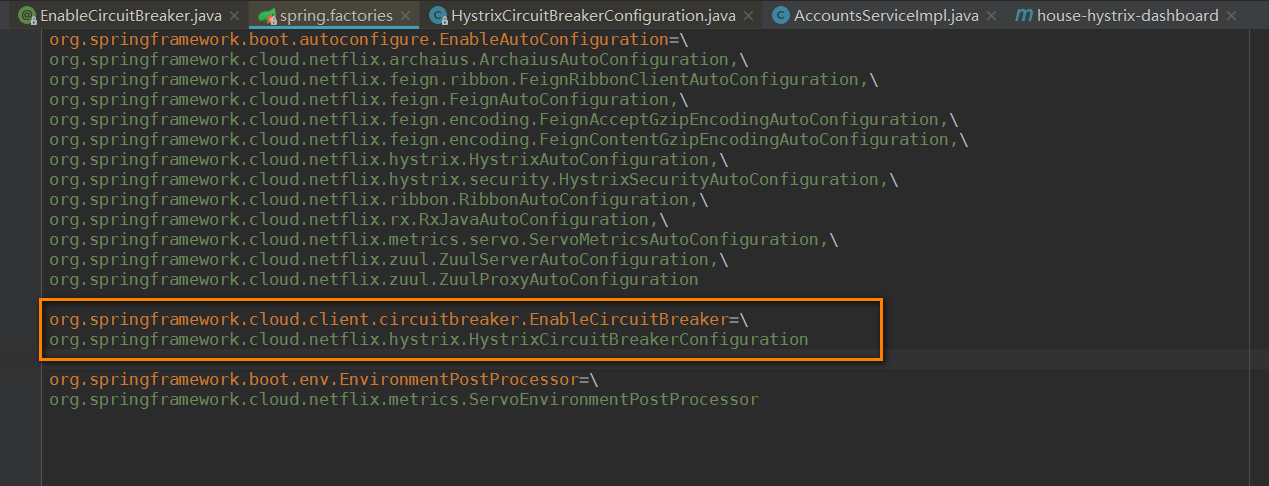 EnableCircuitBreaker.java spring.factories HystrixCircuitBreakerConfiguration.java AccountsServiceImpl.java house-hystrix-dashboard
org.springframework.boot.autoconfigure.EnableAutoConfiguration=\
org.springframework.cloud.netflix.archaius.ArchaiusAutoConfiguration,\
org.springframework.cloud.netflix.feign.ribbon.FeignRibbonClientAutoConfiguration,\
org.springframework.cloud.netflix.feign.FeignAutoConfiguration,\
org.springframework.cloud.netflix.feign.encoding.FeignAcceptGzipEncodingAutoConfiguration,\
org.springframework.cloud.netflix.feign.encoding.FeignContentGzipEncodingAutoConfiguration,\
org.springframework.cloud.netflix.hystrix.HystrixAutoConfiguration,\
org.springframework.cloud.netflix.hystrix.security.HystrixSecurityAutoConfiguration,\
org.springframework.cloud.netflix.ribbon.RibbonAutoConfiguration,\
org.springframework.cloud.netflix.rx.RxJavaAutoConfiguration,\
org.springframework.cloud.netflix.metrics.servo.ServoMetricsAutoConfiguration,\
org.springframework.cloud.netflix.zuul.ZuulServerAutoConfiguration,\
org.springframework.cloud.netflix.zuul.ZuulProxyAutoConfiguration
org.springframework.cloud.client.circuitbreaker.EnableCircuitBreaker=\
org.springframework.cloud.netflix.hystrix.HystrixCircuitBreakerConfiguration
org.springframework.boot.env.EnvironmentPostProcessor=\
org.springframework.cloud.netflix.metrics.ServoEnvironmentPostProcessor